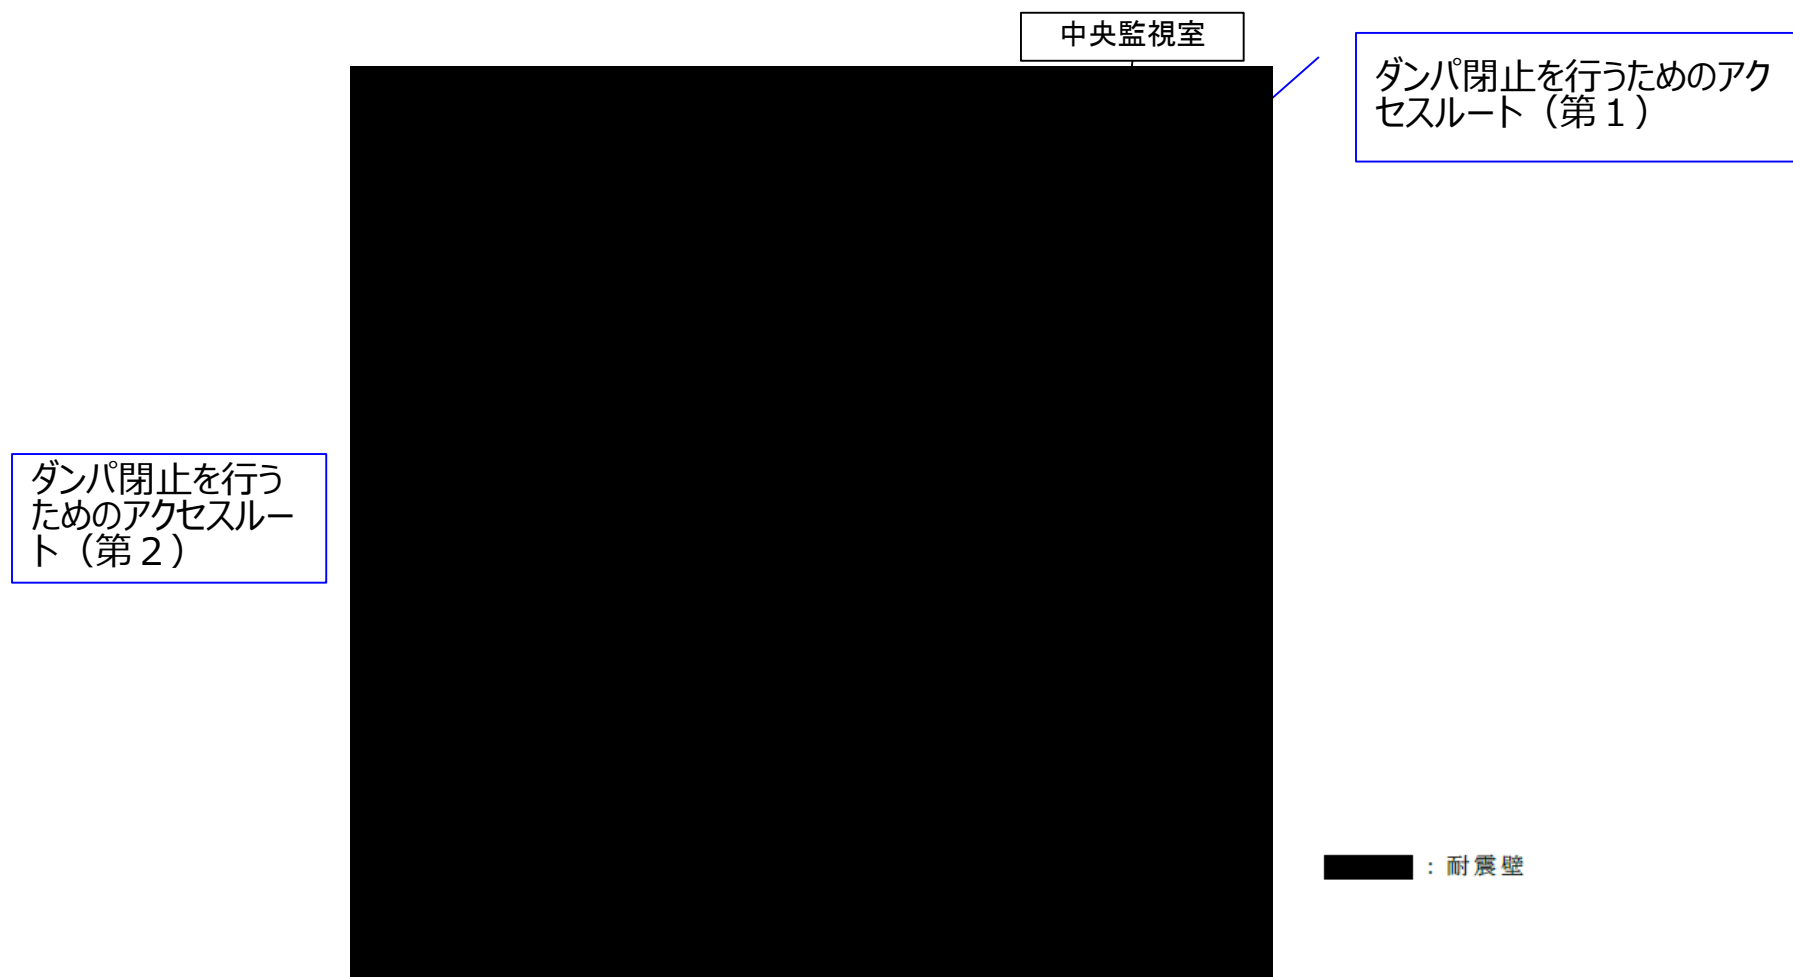 中央監視室
ダンパ閉止を行うためのアク
セスルート（第１）
ダンパ閉止を行う
ためのアクセスルー
ト（第２）
：耐震壁